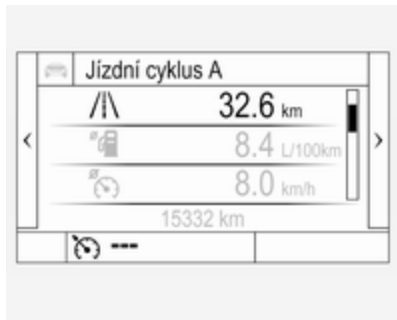 Jízdní cyklus A
32.6 km
ø 8.4 L/100km
ø 8.0 km/h
15332 km
---